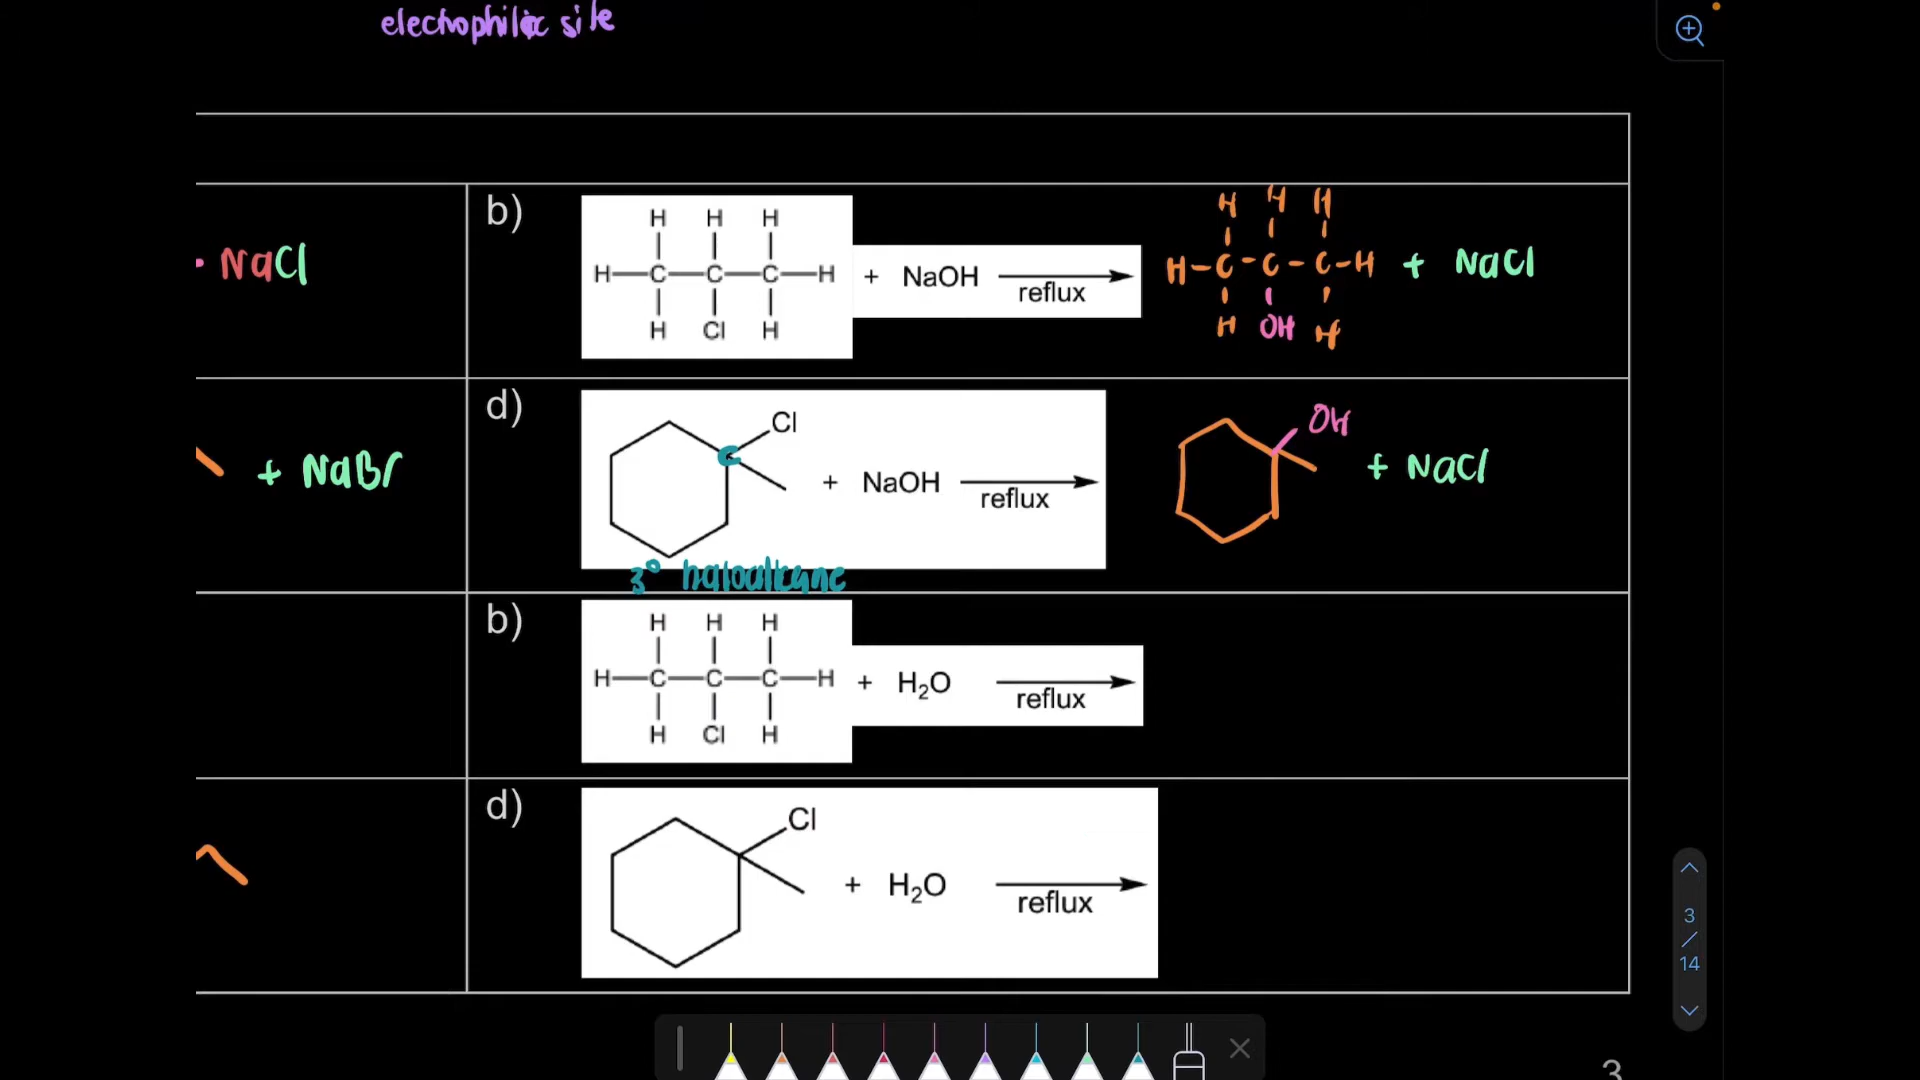 electrophilic site
NaCl
b)
H H H
H—C—C—C—H + NaOH
H Cl H
reflux
H H H
H-C-C-C-H + NaCl
H OH H
+ NaBr
d)
Cl
C
+ NaOH
reflux
3° haloalkane
OH
+ NaCl
b)
H H H
H—C—C—C—H + H₂O
H Cl H
reflux
d)
Cl
+ H₂O
reflux
3
/
14
3